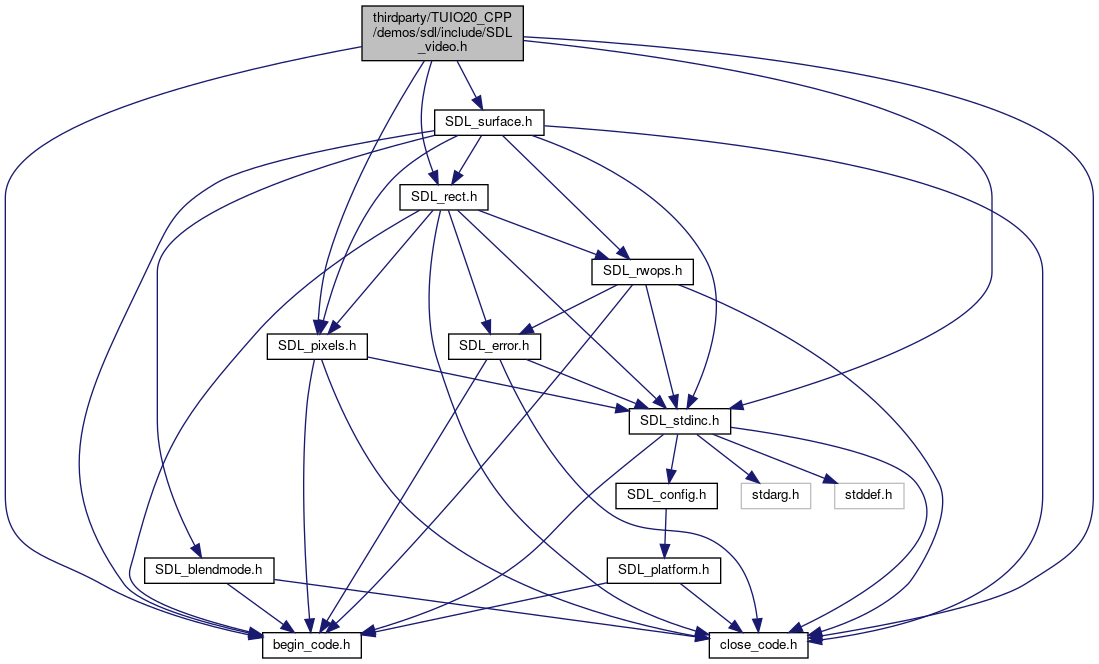 thirdparty/TUIO20_CPP
/demos/sdl/include/SDL
_video.h
SDL_surface.h
SDL_rect.h
SDL_rwops.h
SDL_pixels.h
SDL_error.h
SDL_stdinc.h
SDL_config.h
stdarg.h
stddef.h
SDL_blendmode.h
SDL_platform.h
begin_code.h
close_code.h